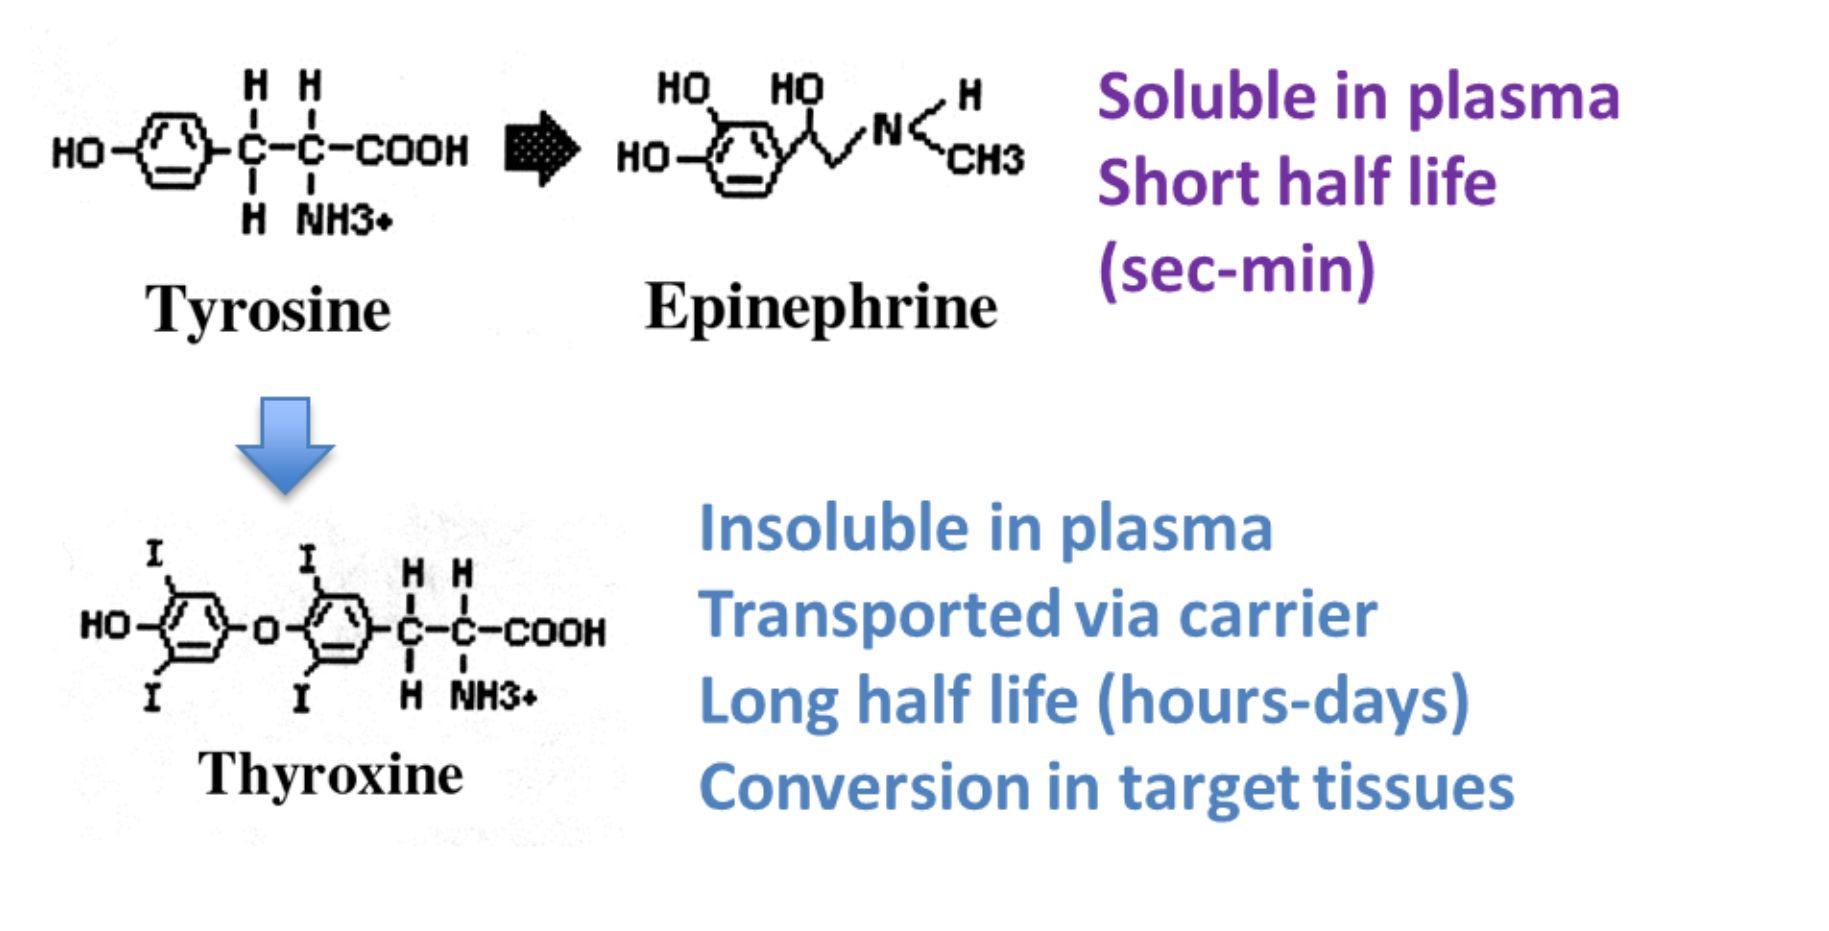 H H
HO C C COOH
H NH3+
Tyrosine
HO HO H
HO N CH3
Epinephrine
Soluble in plasma
Short half life
(sec-min)
I I H H
HO O C C COOH
I I H NH3+
Thyroxine
Insoluble in plasma
Transported via carrier
Long half life (hours-days)
Conversion in target tissues